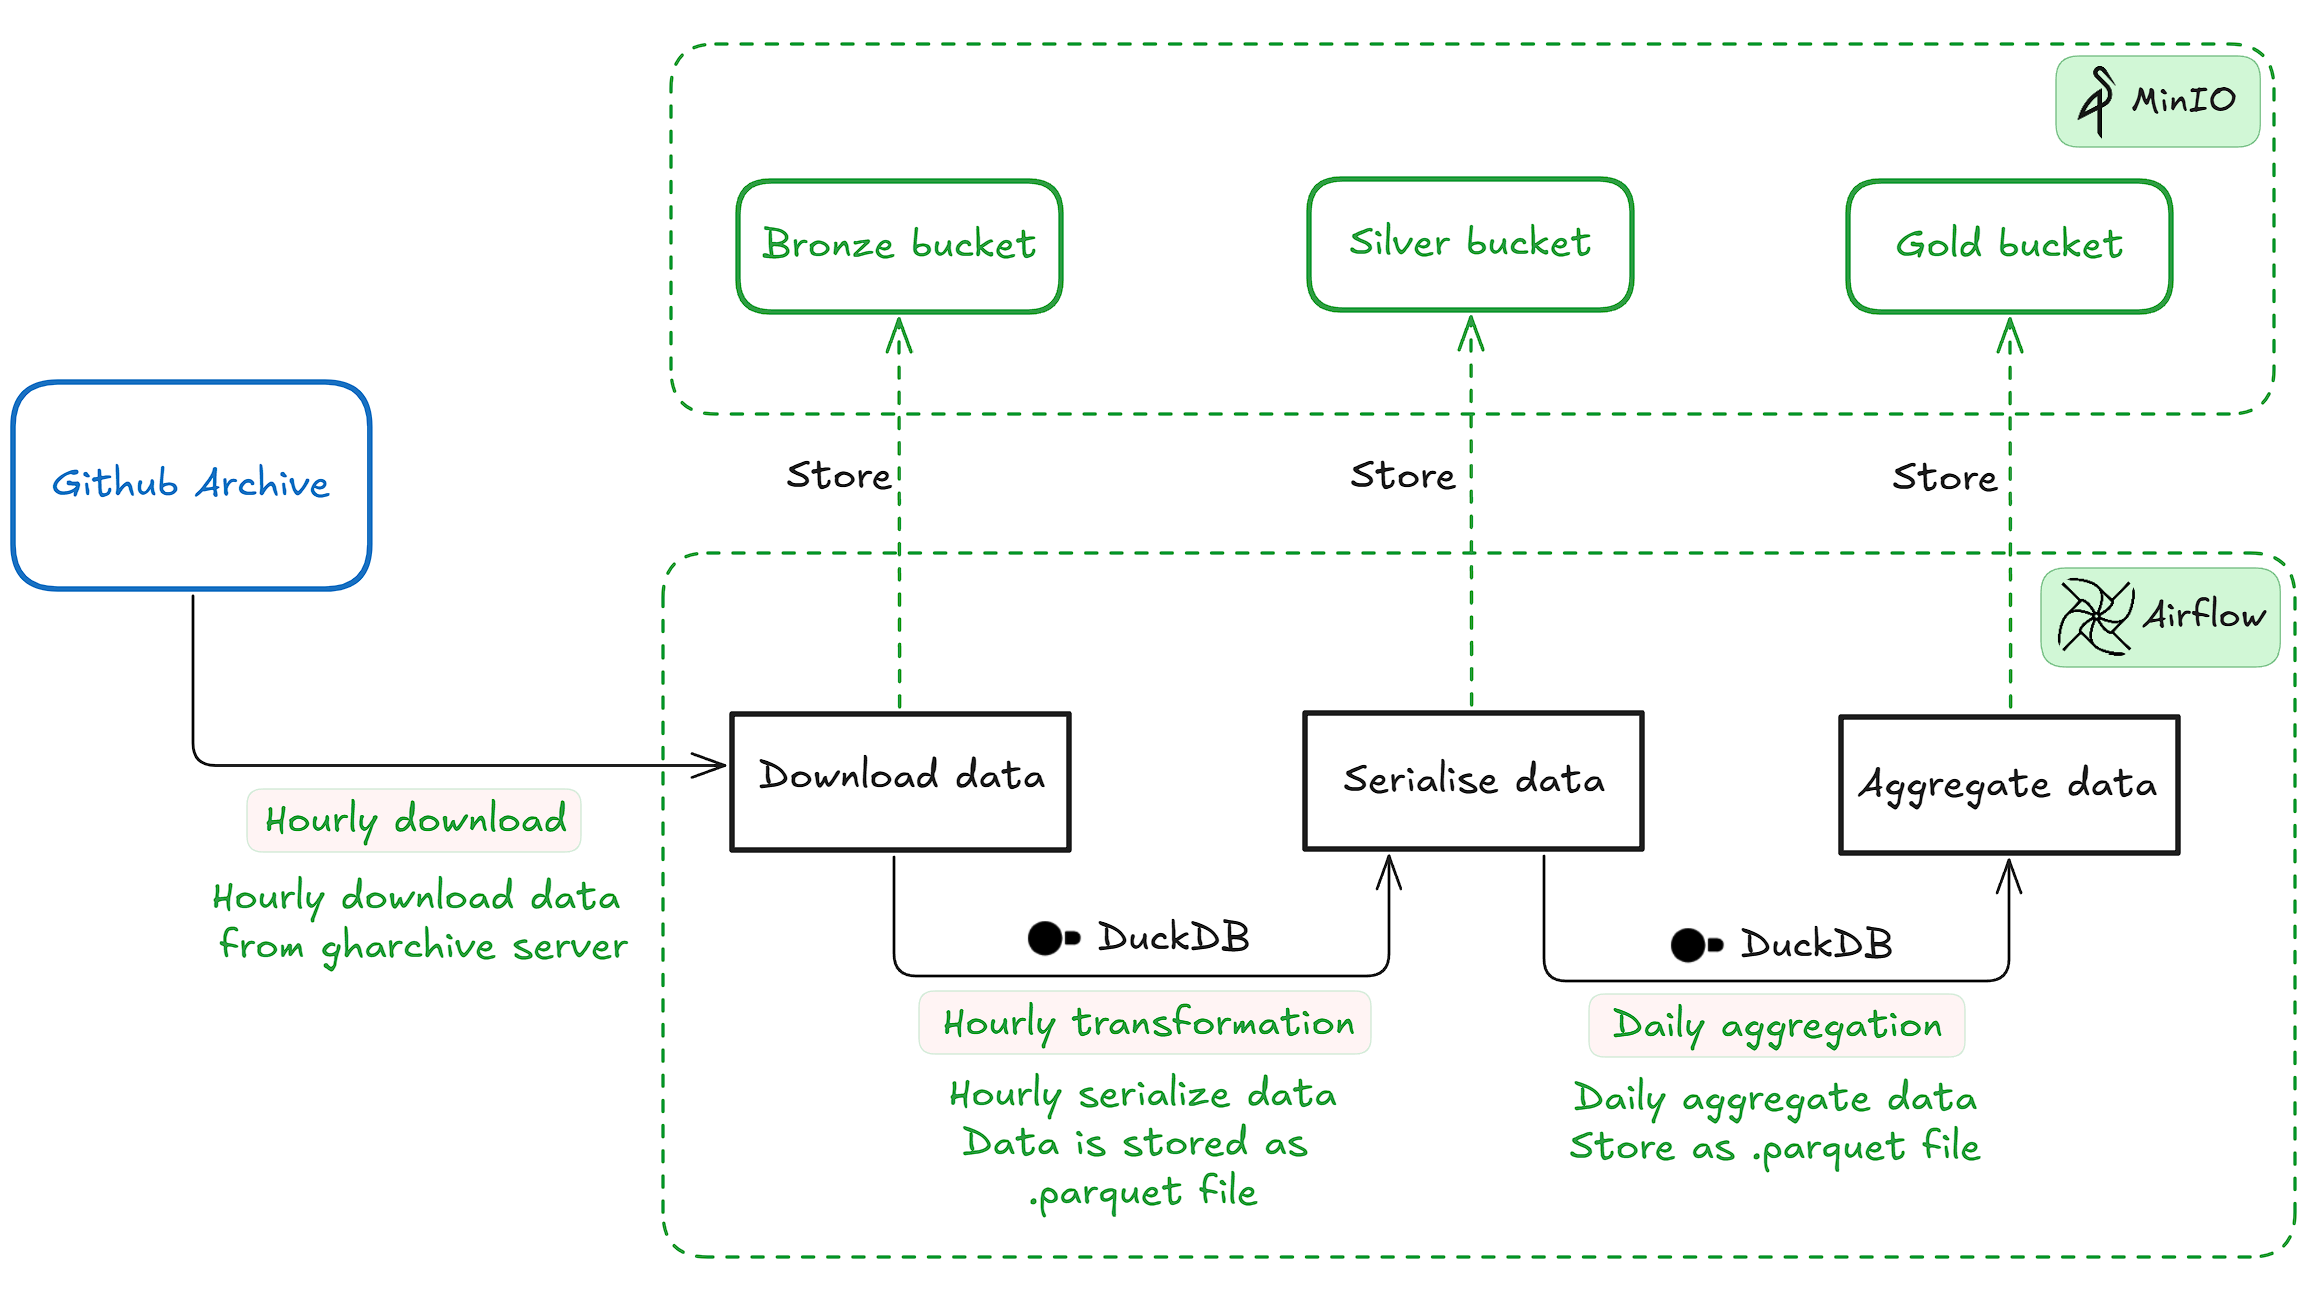 MinIO
Bronze bucket
Silver bucket
Gold bucket
Github Archive
Store
Store
Store
Airflow
Download data
Serialise data
Aggregate data
Hourly download
Hourly download data
from gharchive server
DuckDB
DuckDB
Hourly transformation
Daily aggregation
Hourly serialize data
Data is stored as
.parquet file
Daily aggregate data
Store as .parquet file